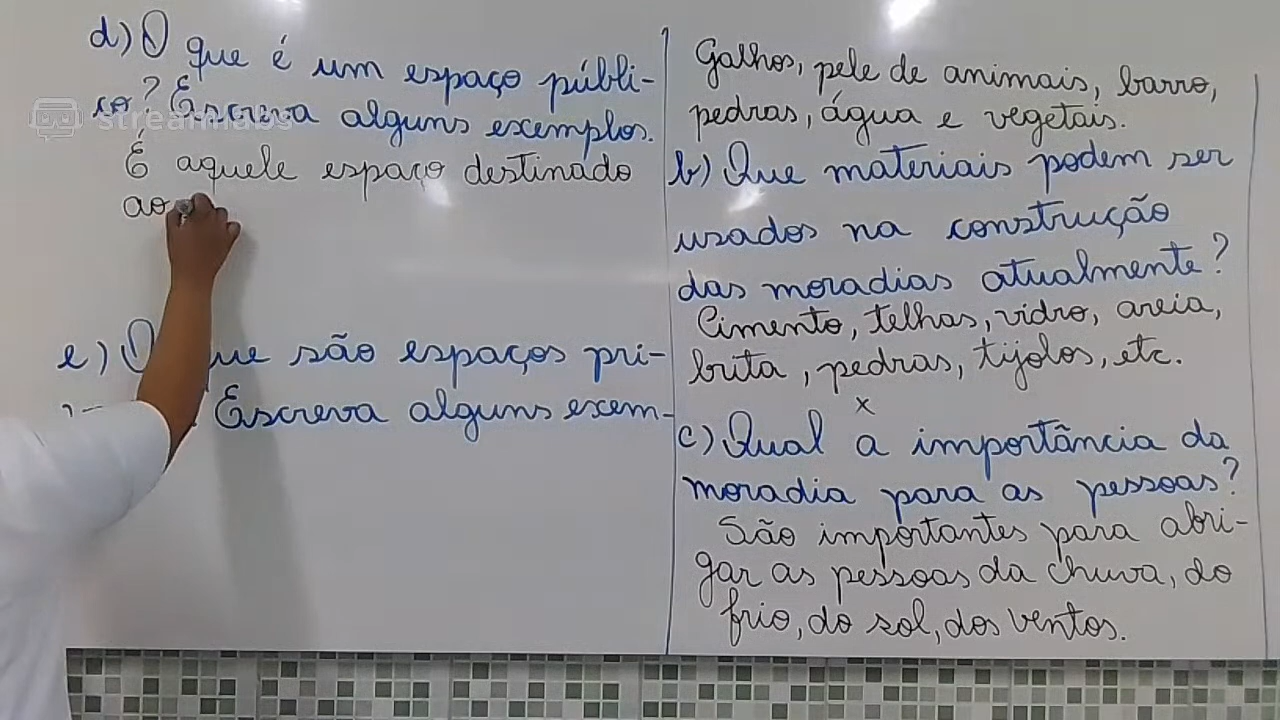 d) O que é um espaço públi-
co? Escreva alguns exemplos.
É aquele espaço destinado
ao
e) O que são espaços pri-
Escreva alguns exem-
Galhos, pele de animais, barro,
pedras, água e vegetais.
b) Que materiais podem ser
usados na construção
das moradias atualmente?
Cimento, telhas, vidro, areia,
brita, pedras, tijolos, etc.
x
c) Qual a importância da
moradia para as pessoas?
São importantes para abri-
gar as pessoas da chuva, do
frio, do sol, dos ventos.
streamlabs